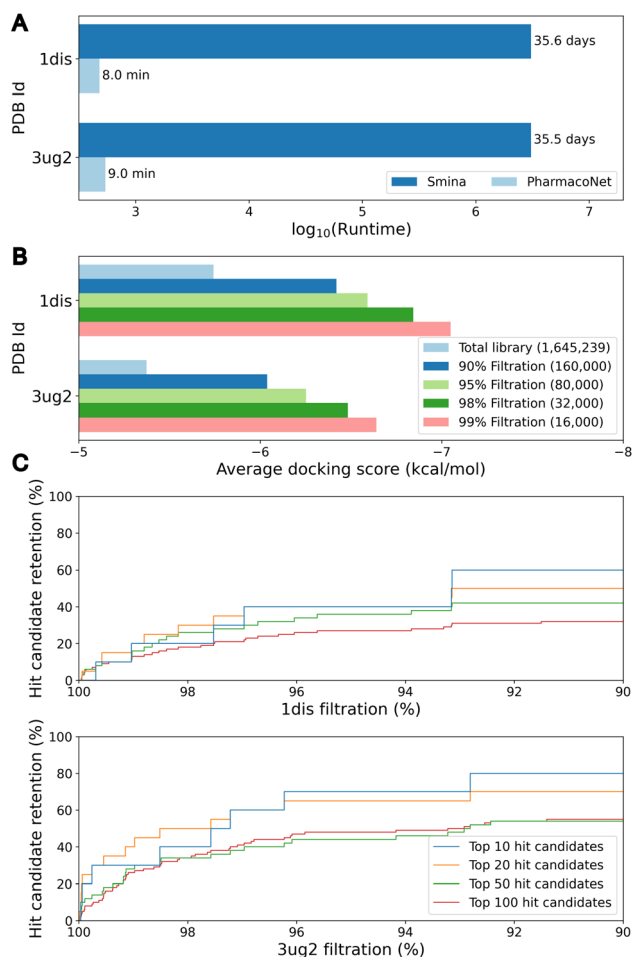 A
PDB Id
1dis
3ug2
35.6 days
8.0 min
35.5 days
9.0 min
Smina
PharmacoNet
3 4 5 6 7
log₁₀(Runtime)
B
PDB Id
1dis
3ug2
Total library (1,645,239)
90% Filtration (160,000)
95% Filtration (80,000)
98% Filtration (32,000)
99% Filtration (16,000)
−5 −6 −7 −8
Average docking score (kcal/mol)
C
Hit candidate retention (%)
100
80
60
40
20
0
100 98 96 94 92 90
1dis filtration (%)
Hit candidate retention (%)
100
80
60
40
20
0
Top 10 hit candidates
Top 20 hit candidates
Top 50 hit candidates
Top 100 hit candidates
100 98 96 94 92 90
3ug2 filtration (%)